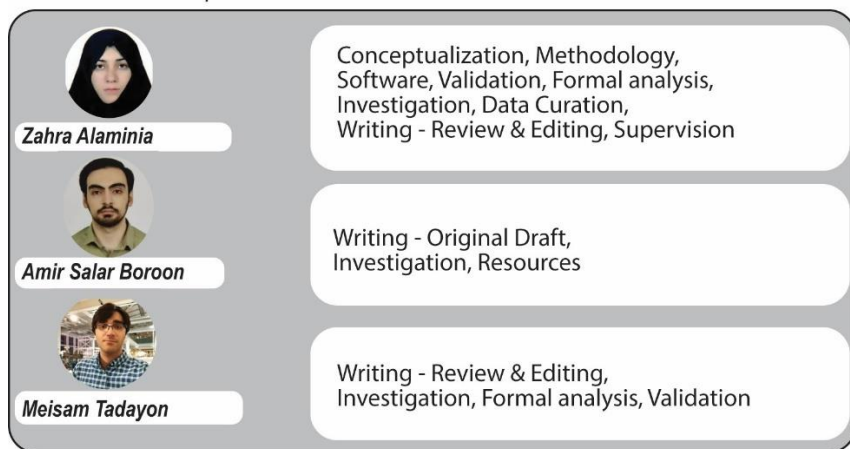 Zahra Alaminia
Conceptualization, Methodology,
Software, Validation, Formal analysis,
Investigation, Data Curation,
Writing - Review & Editing, Supervision
Amir Salar Boroon
Writing - Original Draft,
Investigation, Resources
Meisam Tadayon
Writing - Review & Editing,
Investigation, Formal analysis, Validation